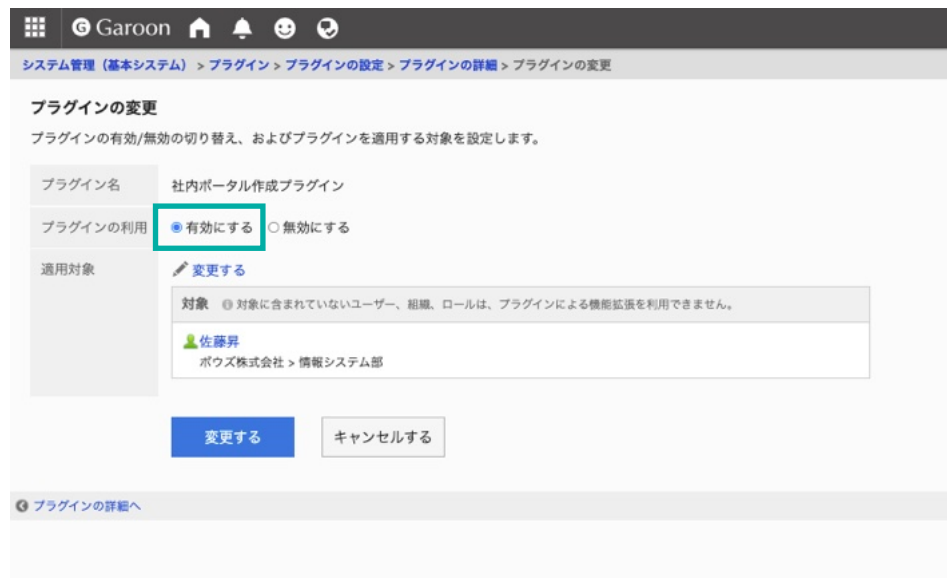 Garoon
システム管理（基本システム） > プラグイン > プラグインの設定 > プラグインの詳細 > プラグインの変更
プラグインの変更
プラグインの有効/無効の切り替え、およびプラグインを適用する対象を設定します。
プラグイン名 社内ポータル作成プラグイン
プラグインの利用 有効にする 無効にする
適用対象 変更する
対象 対象に含まれていないユーザー、組織、ロールは、プラグインによる機能拡張を利用できません。
佐藤昇
ボウズ株式会社 > 情報システム部
変更する キャンセルする
プラグインの詳細へ